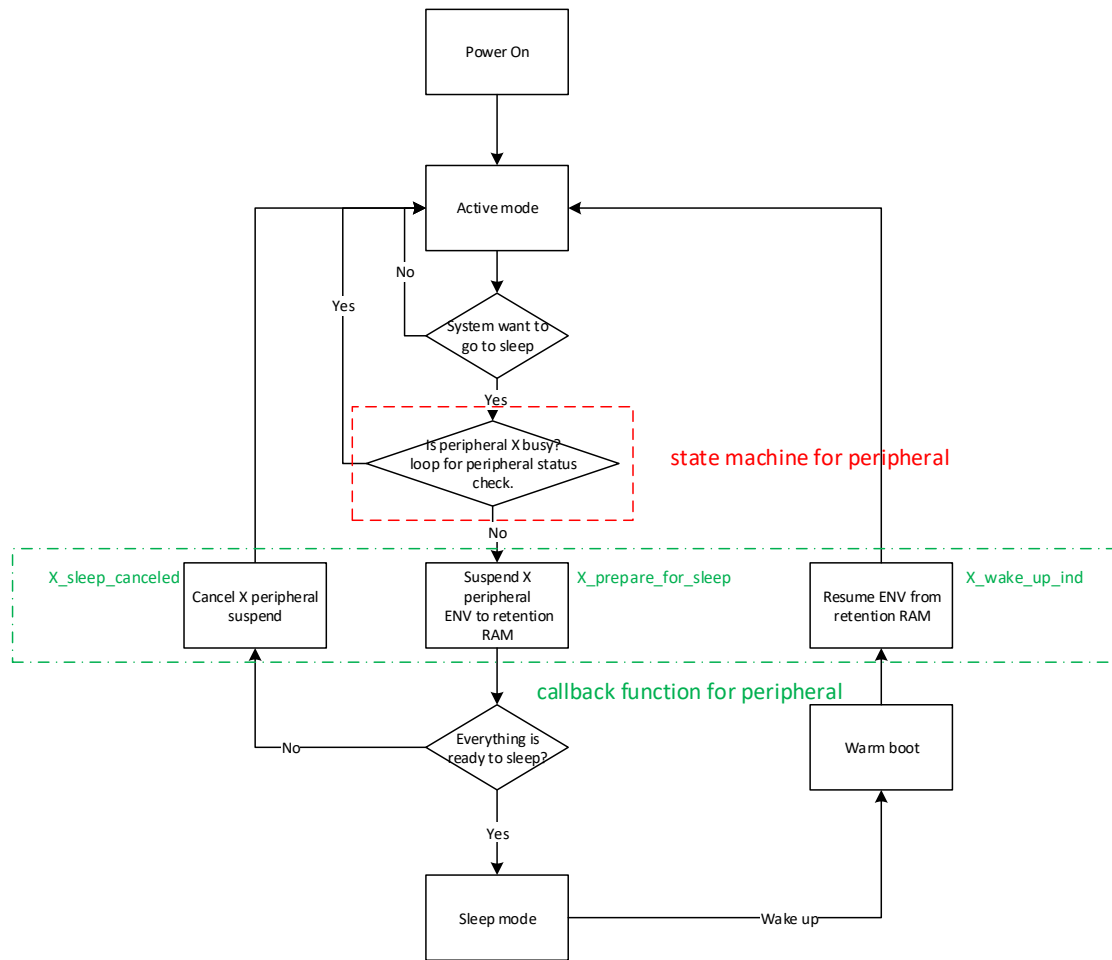 Power On
Active mode
No
Yes
System want to
go to sleep
Yes
Is peripheral X busy?
loop for peripheral status
check.
state machine for peripheral
No
X_sleep_canceled
Cancel X peripheral
suspend
Suspend X
peripheral
ENV to retention
RAM
X_prepare_for_sleep
X_wake_up_ind
Resume ENV from
retention RAM
callback function for peripheral
Everything is
ready to sleep?
No
Warm boot
Yes
Sleep mode
Wake up